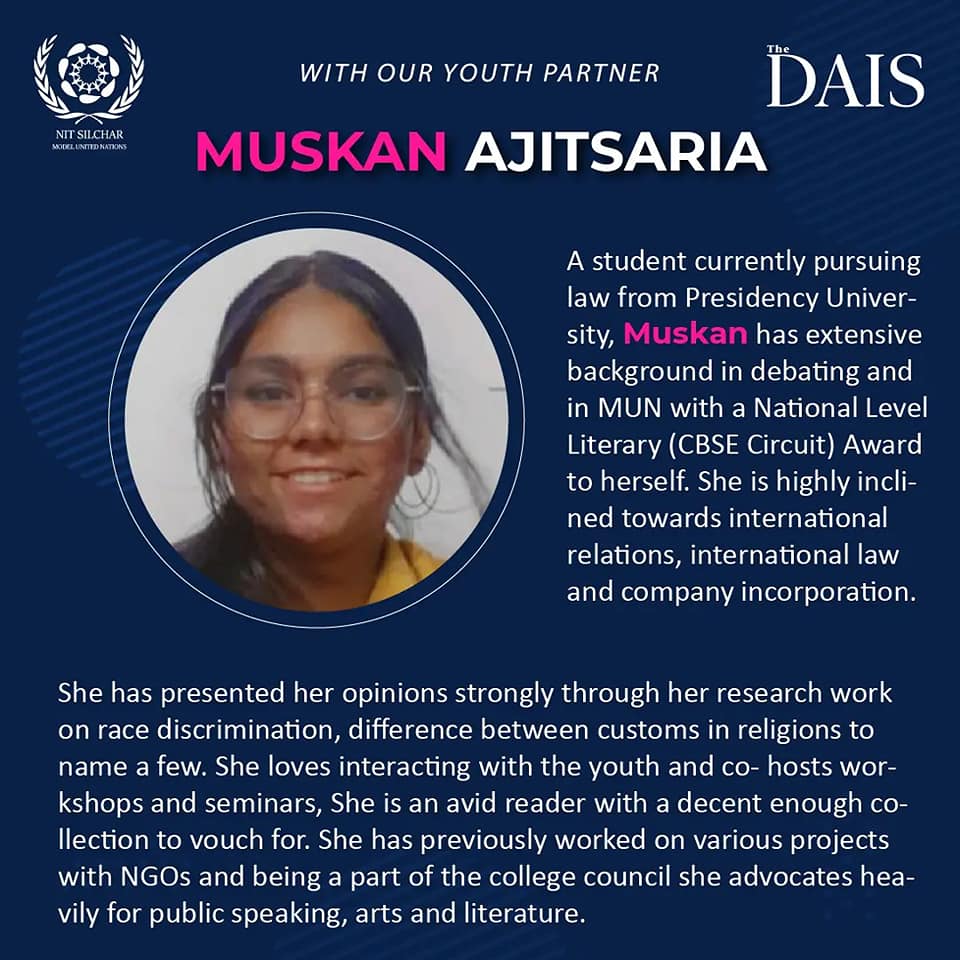 WITH OUR YOUTH PARTNER
The
DAIS
NIT SILCHAR
MODEL UNITED NATIONS
MUSKAN AJITSARIA
A student currently pursuing
law from Presidency Univer-
sity, Muskan has extensive
background in debating and
in MUN with a National Level
Literary (CBSE Circuit) Award
to herself. She is highly incli-
ned towards international
relations, international law
and company incorporation.
She has presented her opinions strongly through her research work
on race discrimination, difference between customs in religions to
name a few. She loves interacting with the youth and co- hosts wor-
kshops and seminars, She is an avid reader with a decent enough co-
llection to vouch for. She has previously worked on various projects
with NGOs and being a part of the college council she advocates hea-
vily for public speaking, arts and literature.